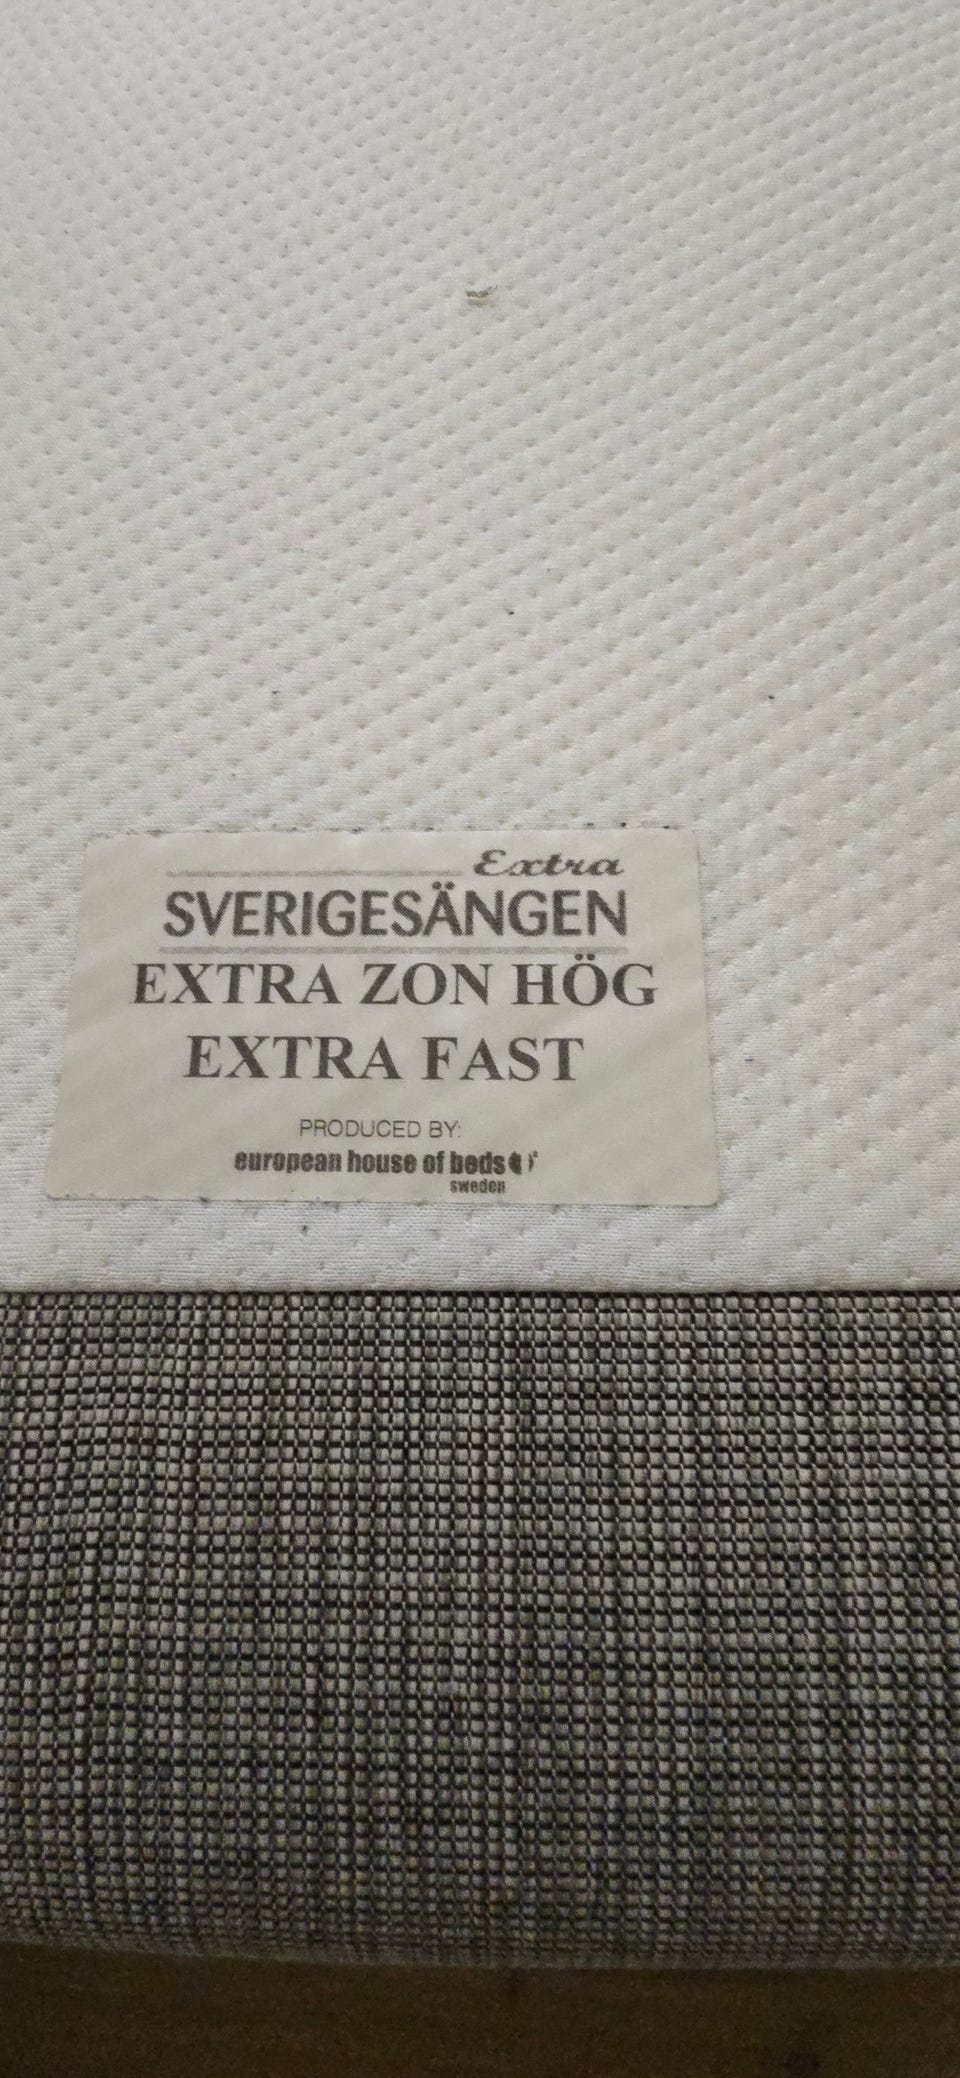 Extra
SVERIGESÄNGEN
EXTRA ZON HÖG
EXTRA FAST
PRODUCED BY:
european house of beds
sweden